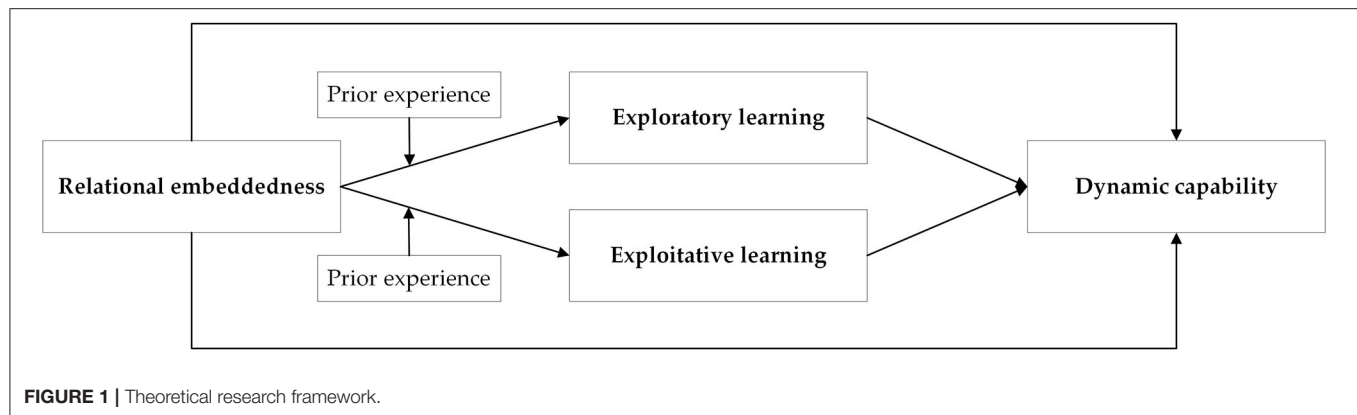 Prior experience
Exploratory learning
Relational embeddedness
Dynamic capability
Exploitative learning
Prior experience
FIGURE 1 | Theoretical research framework.